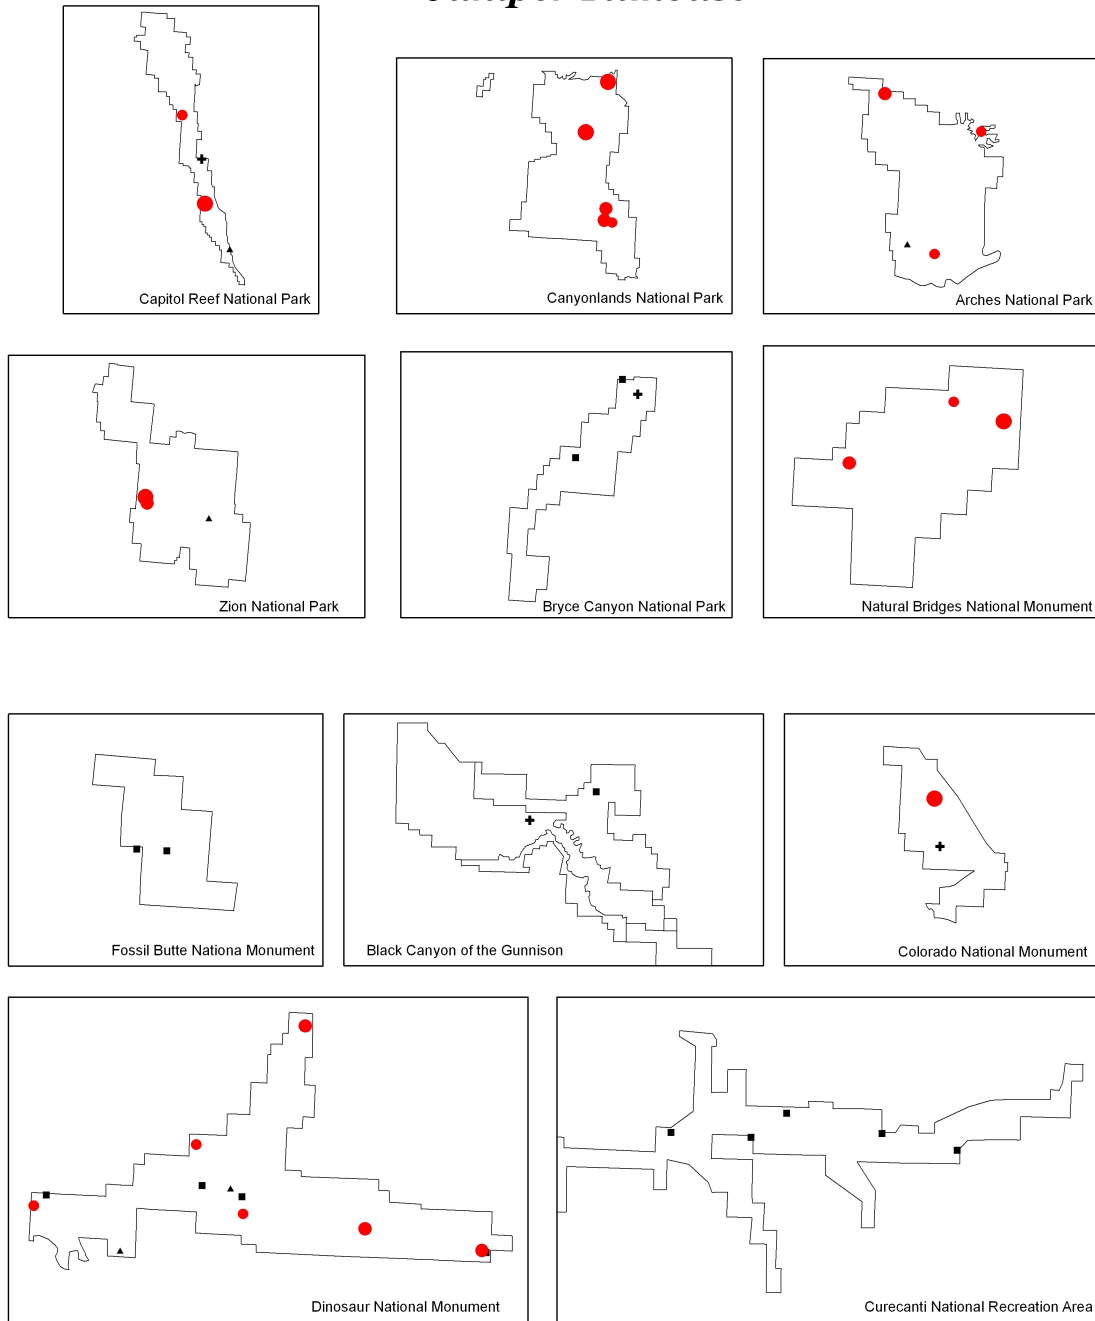 Capitol Reef National Park
Canyonlands National Park
Arches National Park
Zion National Park
Bryce Canyon National Park
Natural Bridges National Monument
Fossil Butte Nationa Monument
Black Canyon of the Gunnison
Colorado National Monument
Dinosaur National Monument
Curecanti National Recreation Area